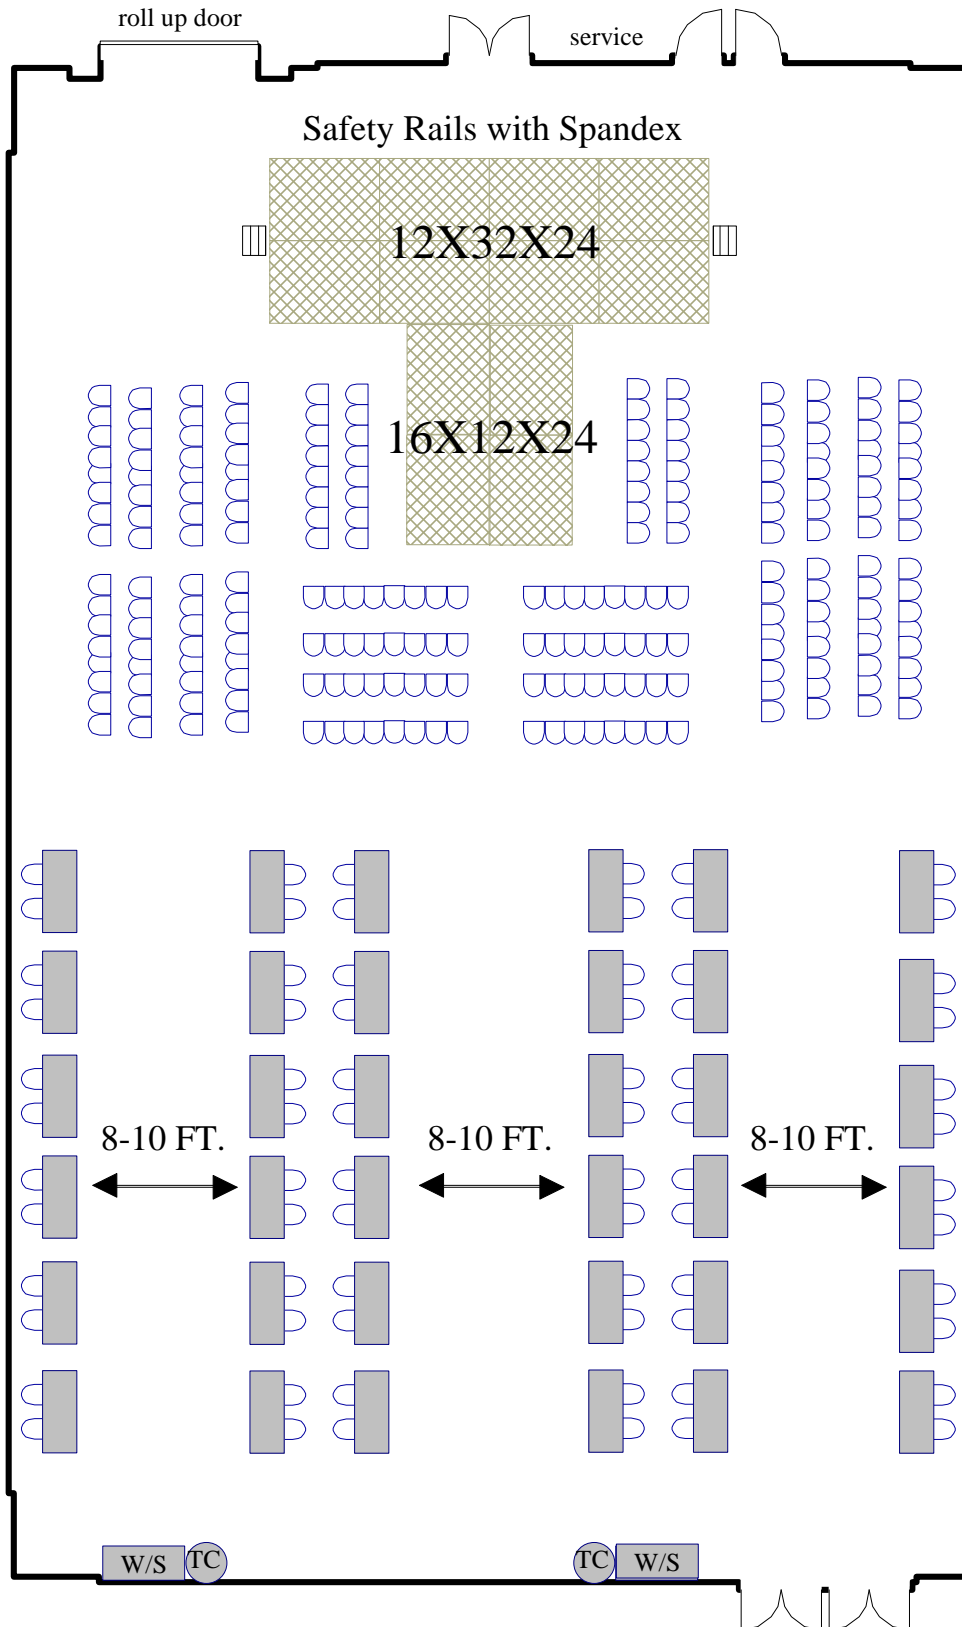 roll up door
service
Safety Rails with Spandex
12X32X24
16X12X24
8-10 FT.
8-10 FT.
8-10 FT.
W/S
TC
TC
W/S